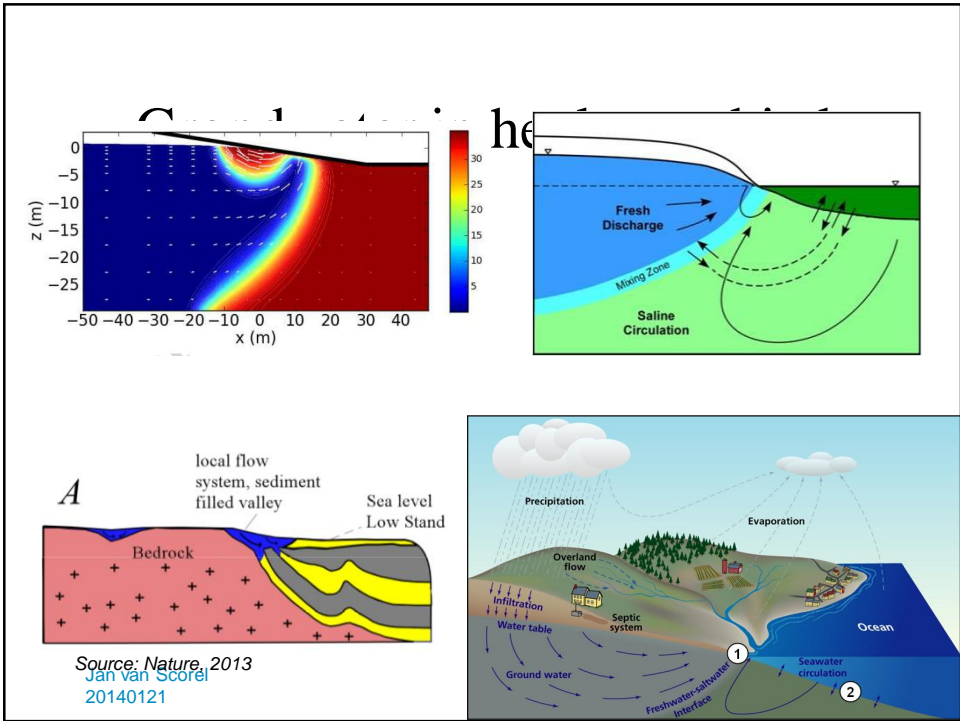 he
0
−5
−10
−15
−20
−25
z (m)
−50 −40 −30 −20 −10 0 10 20 30 40
x (m)
30
25
20
15
10
5
Fresh
Discharge
Mixing Zone
Saline
Circulation
A
local flow
system, sediment
filled valley
Sea level
Low Stand
Bedrock
Source: Nature, 2013
Jan van Scorel
20140121
Precipitation
Evaporation
Overland
flow
Infiltration
Water table
Septic
system
Ground water
Freshwater-saltwater
Interface
1
Ocean
Seawater
circulation
2